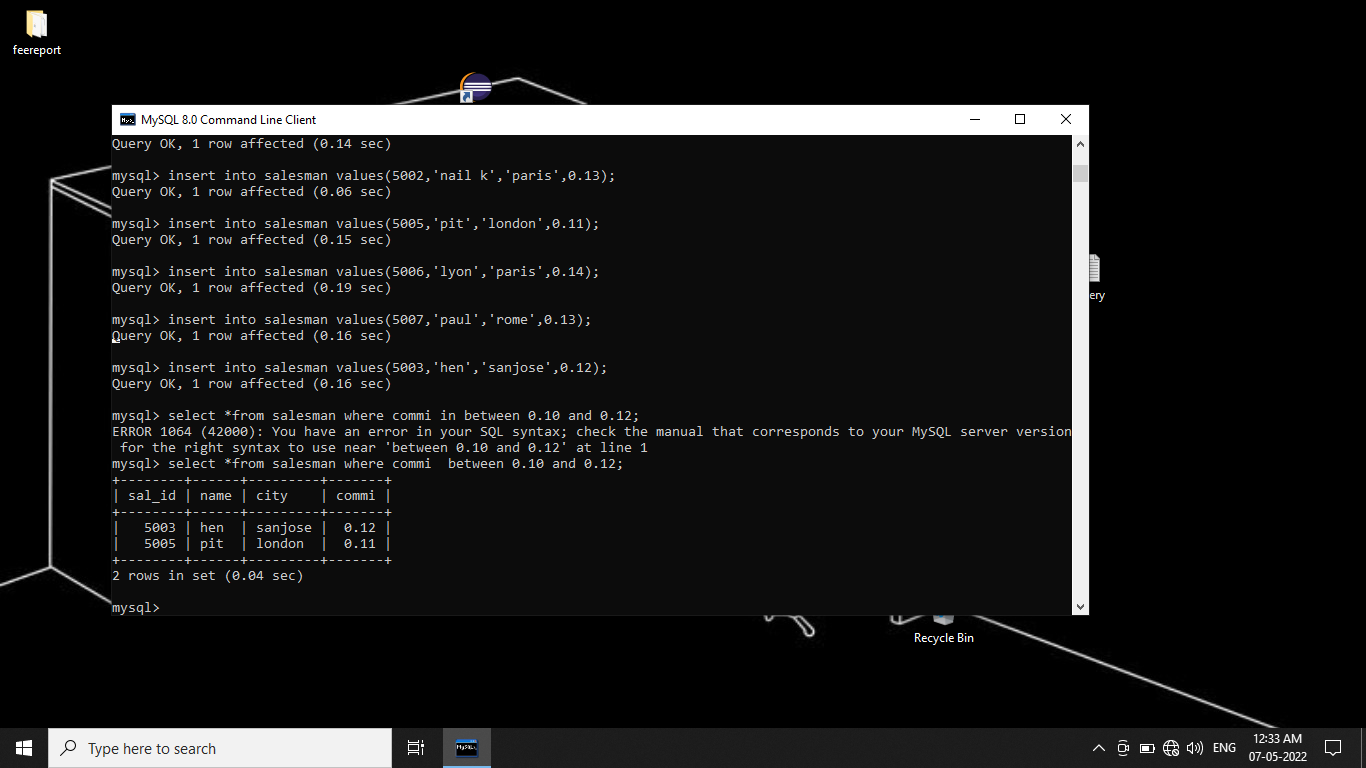 feereport
MySQL 8.0 Command Line Client
Query OK, 1 row affected (0.14 sec)
mysql> insert into salesman values(5002,'nail k','paris',0.13);
Query OK, 1 row affected (0.06 sec)
mysql> insert into salesman values(5005,'pit','london',0.11);
Query OK, 1 row affected (0.15 sec)
mysql> insert into salesman values(5006,'lyon','paris',0.14);
Query OK, 1 row affected (0.19 sec)
mysql> insert into salesman values(5007,'paul','rome',0.13);
Query OK, 1 row affected (0.16 sec)
mysql> insert into salesman values(5003,'hen','sanjose',0.12);
Query OK, 1 row affected (0.16 sec)
mysql> select *from salesman where commi in between 0.10 and 0.12;
ERROR 1064 (42000): You have an error in your SQL syntax; check the manual that corresponds to your MySQL server version
 for the right syntax to use near 'between 0.10 and 0.12' at line 1
mysql> select *from salesman where commi  between 0.10 and 0.12;
+--------+------+---------+-------+
| sal_id | name | city    | commi |
+--------+------+---------+-------+
|   5003 | hen  | sanjose |  0.12 |
|   5005 | pit  | london  |  0.11 |
+--------+------+---------+-------+
2 rows in set (0.04 sec)
mysql>
ery
Recycle Bin
Type here to search
ENG
12:33 AM
07-05-2022